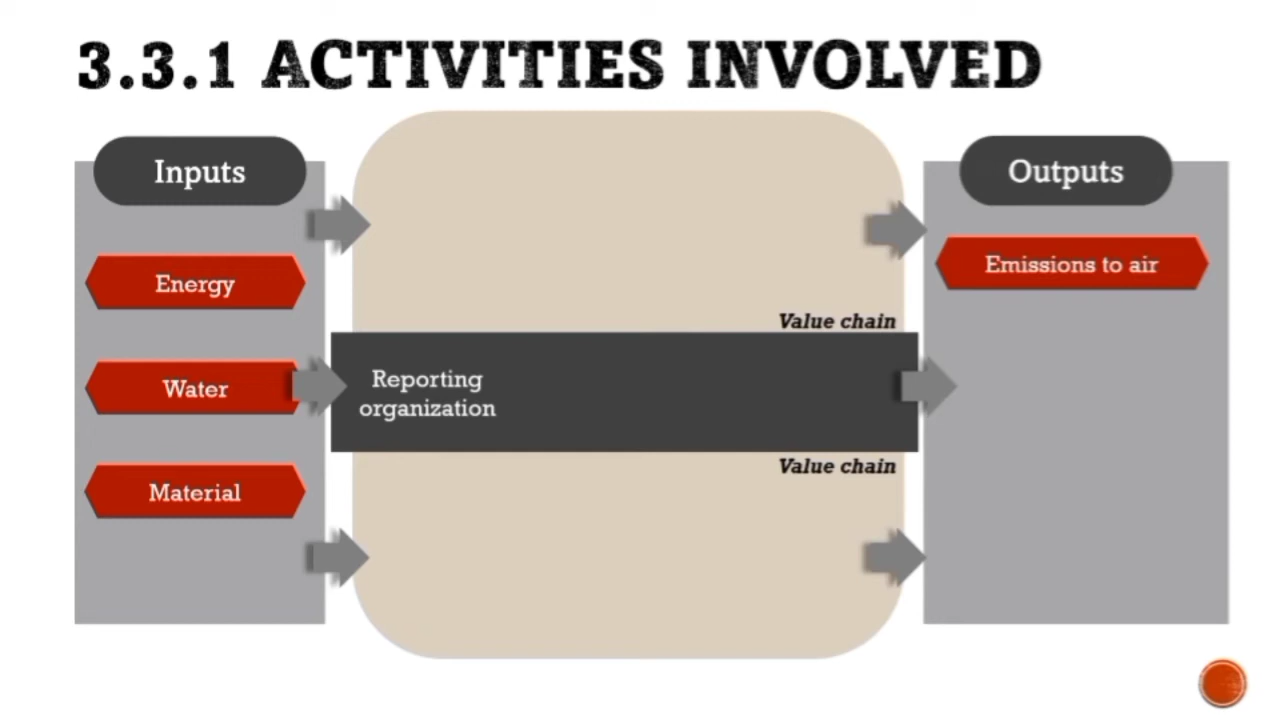 3.3.1 ACTIVITIES INVOLVED
Inputs
Energy
Water
Material
Value chain
Reporting
organization
Value chain
Outputs
Emissions to air